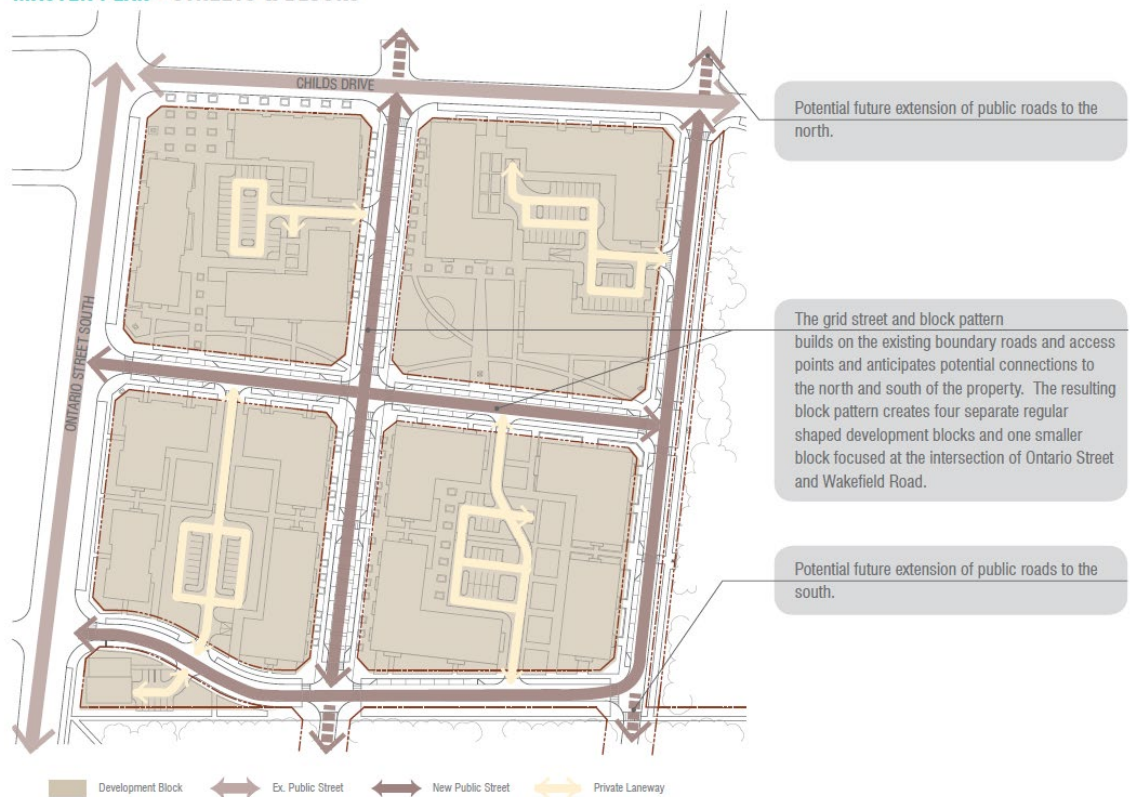 CHILDS DRIVE
ONTARIO STREET SOUTH
Potential future extension of public roads to the
north.
The grid street and block pattern
builds on the existing boundary roads and access
points and anticipates potential connections to
the north and south of the property. The resulting
block pattern creates four separate regular
shaped development blocks and one smaller
block focused at the intersection of Ontario Street
and Wakefield Road.
Potential future extension of public roads to the
south.
Development Block
Ex. Public Street
New Public Street
Private Laneway